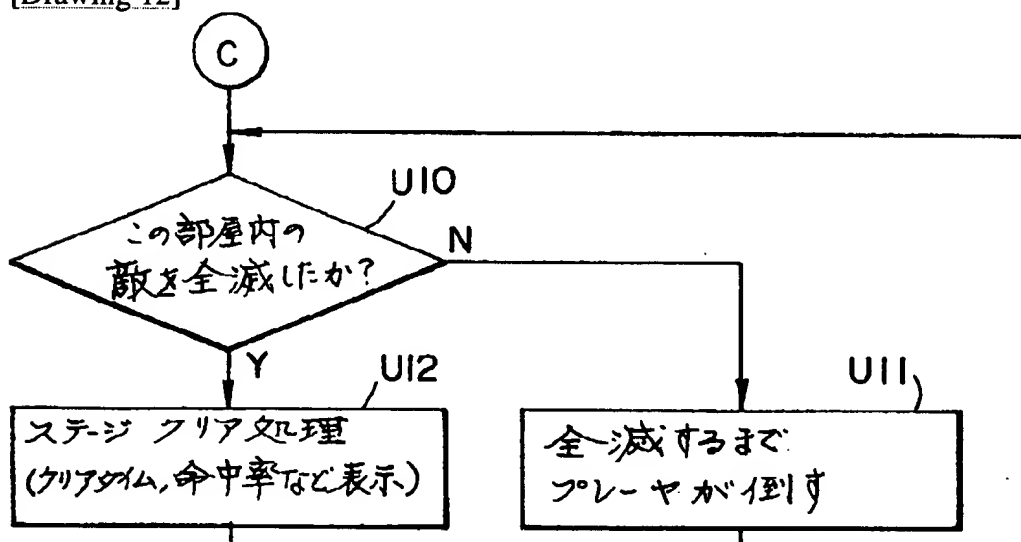 [Drawing 12]
C
U10
この部屋内の
敵を全滅したか?
N
Y
U12
U11
ステージ クリア処理
(クリアタイム,命中率など表示)
全滅するまで
プレーヤが倒す